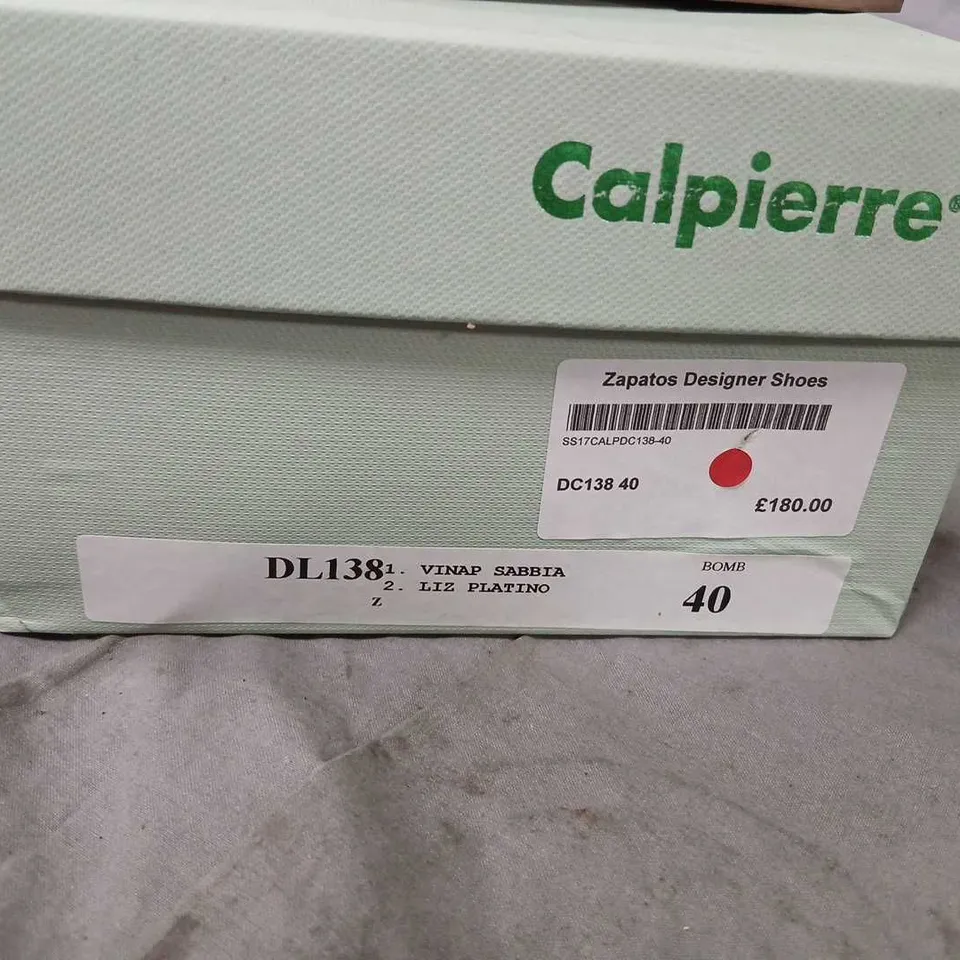 Calpierre®
Zapatos Designer Shoes
SS17CALPDC138-40
DC138 40
£180.00
DL138 1. VINAP SABBIA BOMB
2. LIZ PLATINO 40
Z